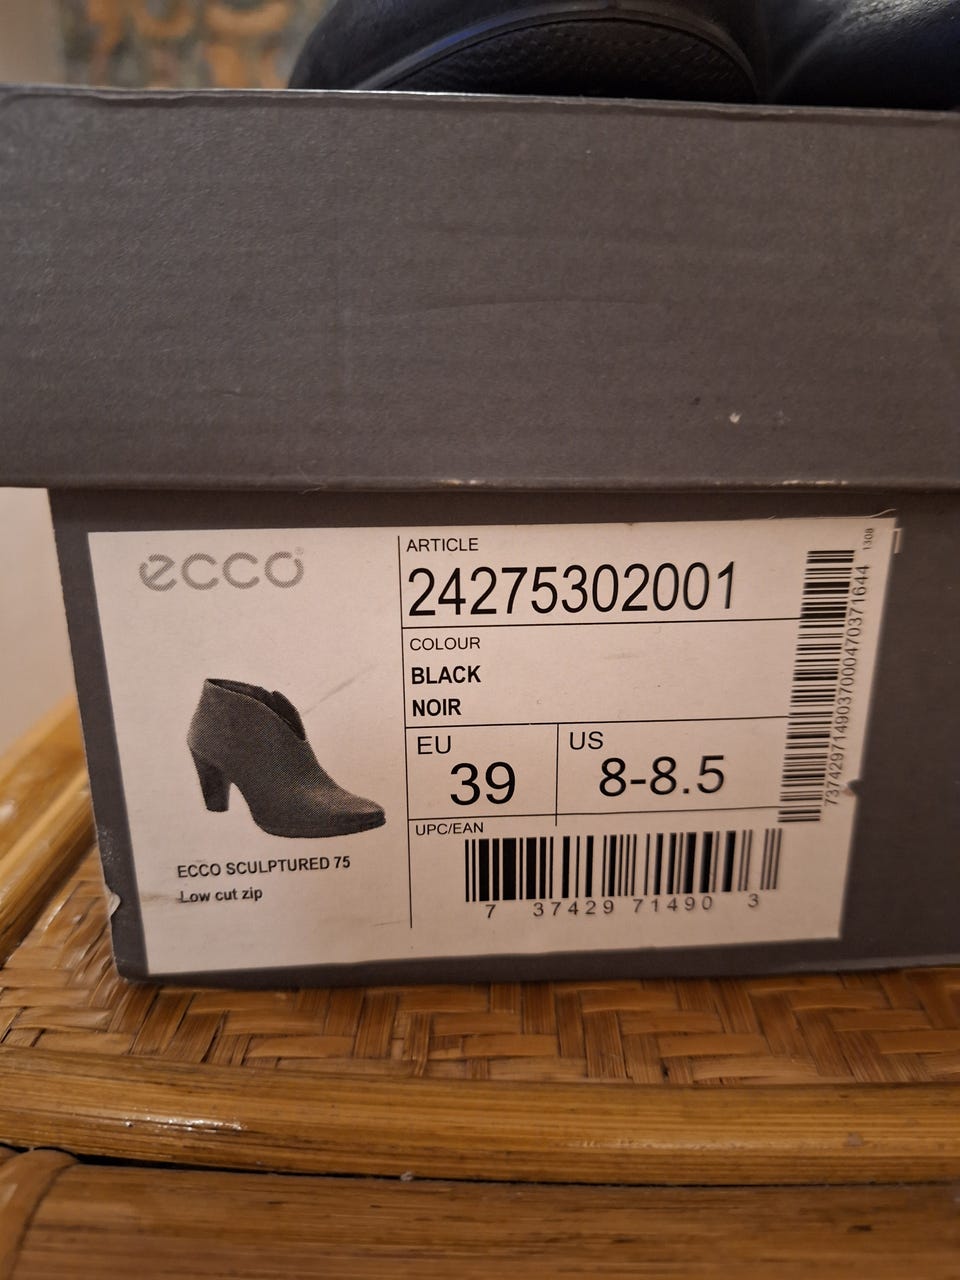 ecco®
ARTICLE
24275302001
COLOUR
BLACK
NOIR
EU
39
US
8-8.5
UPC/EAN
7 37429 71490 3
ECCO SCULPTURED 75
Low cut zip
7374297149037000470371644
1308